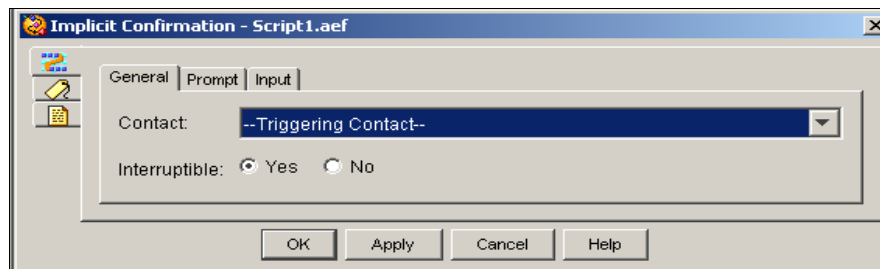 Implicit Confirmation - Script1.aef
General Prompt Input
Contact: --Triggering Contact--
Interruptible: Yes No
OK Apply Cancel Help